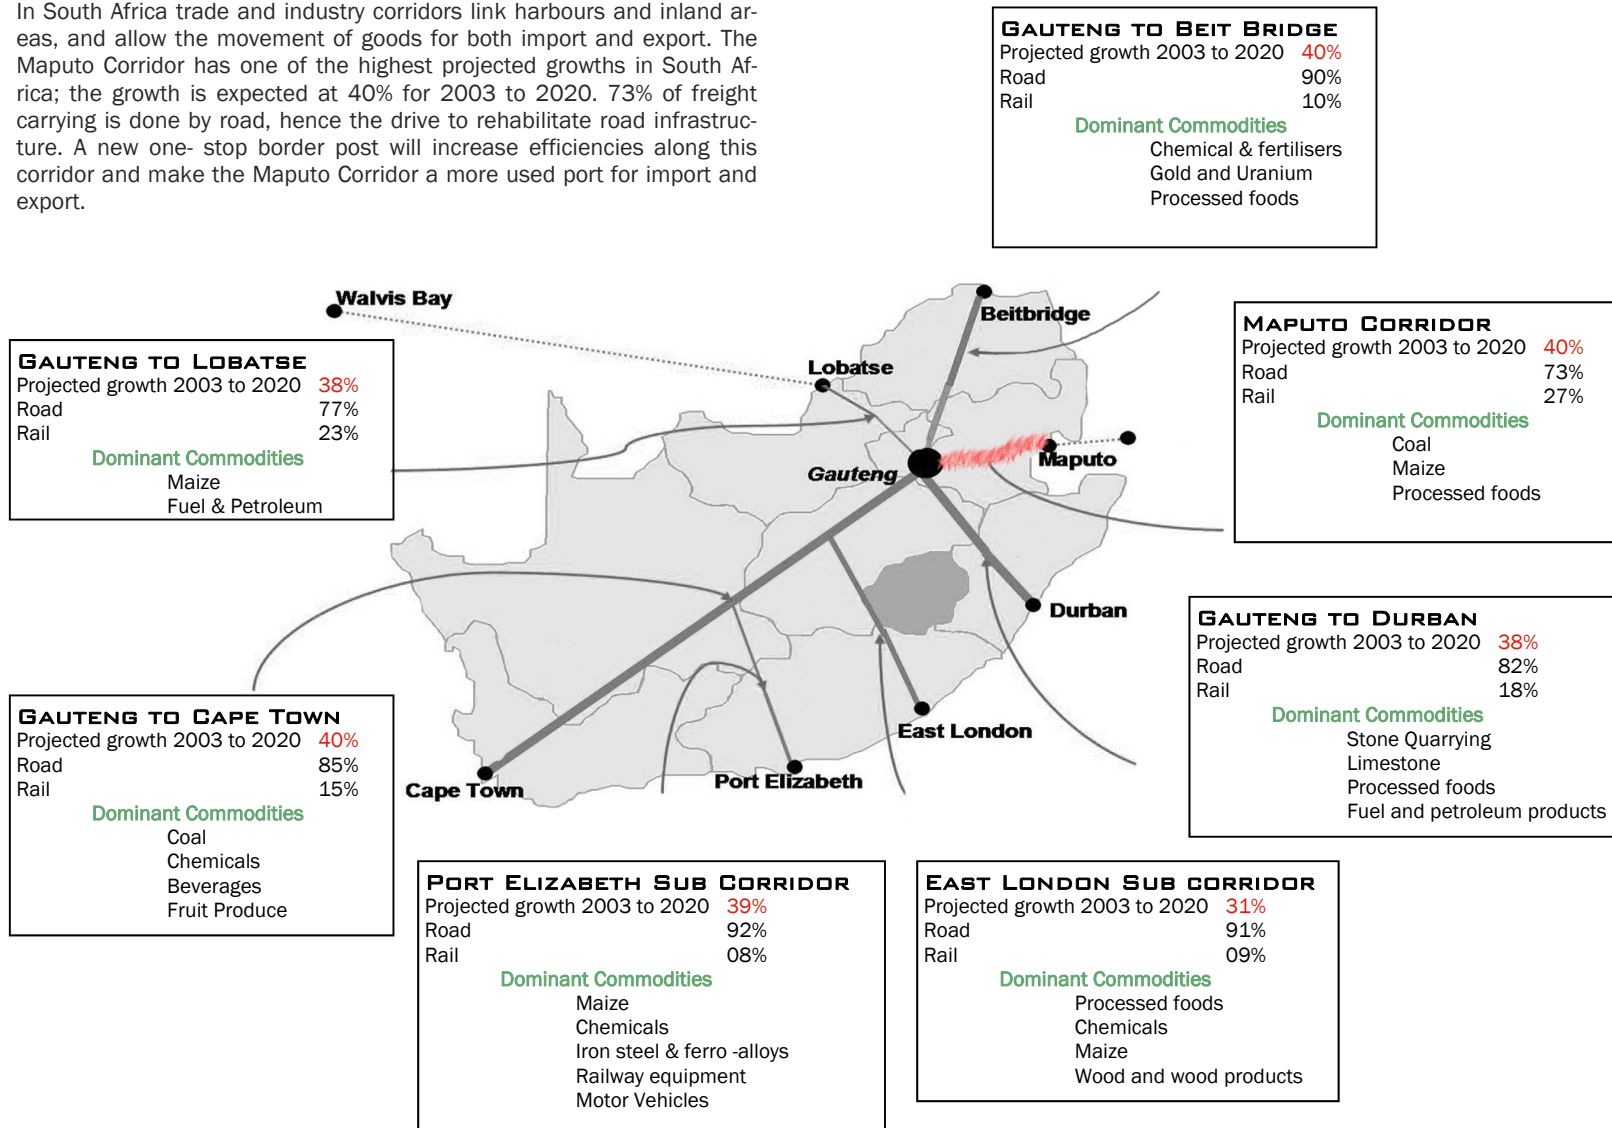 In South Africa trade and industry corridors link harbours and inland ar-
eas, and allow the movement of goods for both import and export. The
Maputo Corridor has one of the highest projected growths in South Af-
rica; the growth is expected at 40% for 2003 to 2020. 73% of freight
carrying is done by road, hence the drive to rehabilitate road infrastruc-
ture. A new one- stop border post will increase efficiencies along this
corridor and make the Maputo Corridor a more used port for import and
export.
GAUTENG TO BEIT BRIDGE
Projected growth 2003 to 2020 40%
Road 90%
Rail 10%
Dominant Commodities
Chemical & fertilisers
Gold and Uranium
Processed foods
Walvis Bay
Beitbridge
Lobatse
Gauteng
Maputo
Durban
East London
Port Elizabeth
Cape Town
GAUTENG TO LOBATSE
Projected growth 2003 to 2020 38%
Road 77%
Rail 23%
Dominant Commodities
Maize
Fuel & Petroleum
MAPUTO CORRIDOR
Projected growth 2003 to 2020 40%
Road 73%
Rail 27%
Dominant Commodities
Coal
Maize
Processed foods
GAUTENG TO DURBAN
Projected growth 2003 to 2020 38%
Road 82%
Rail 18%
Dominant Commodities
Stone Quarrying
Limestone
Processed foods
Fuel and petroleum products
GAUTENG TO CAPE TOWN
Projected growth 2003 to 2020 40%
Road 85%
Rail 15%
Dominant Commodities
Coal
Chemicals
Beverages
Fruit Produce
PORT ELIZABETH SUB CORRIDOR
Projected growth 2003 to 2020 39%
Road 92%
Rail 08%
Dominant Commodities
Maize
Chemicals
Iron steel & ferro -alloys
Railway equipment
Motor Vehicles
EAST LONDON SUB CORRIDOR
Projected growth 2003 to 2020 31%
Road 91%
Rail 09%
Dominant Commodities
Processed foods
Chemicals
Maize
Wood and wood products